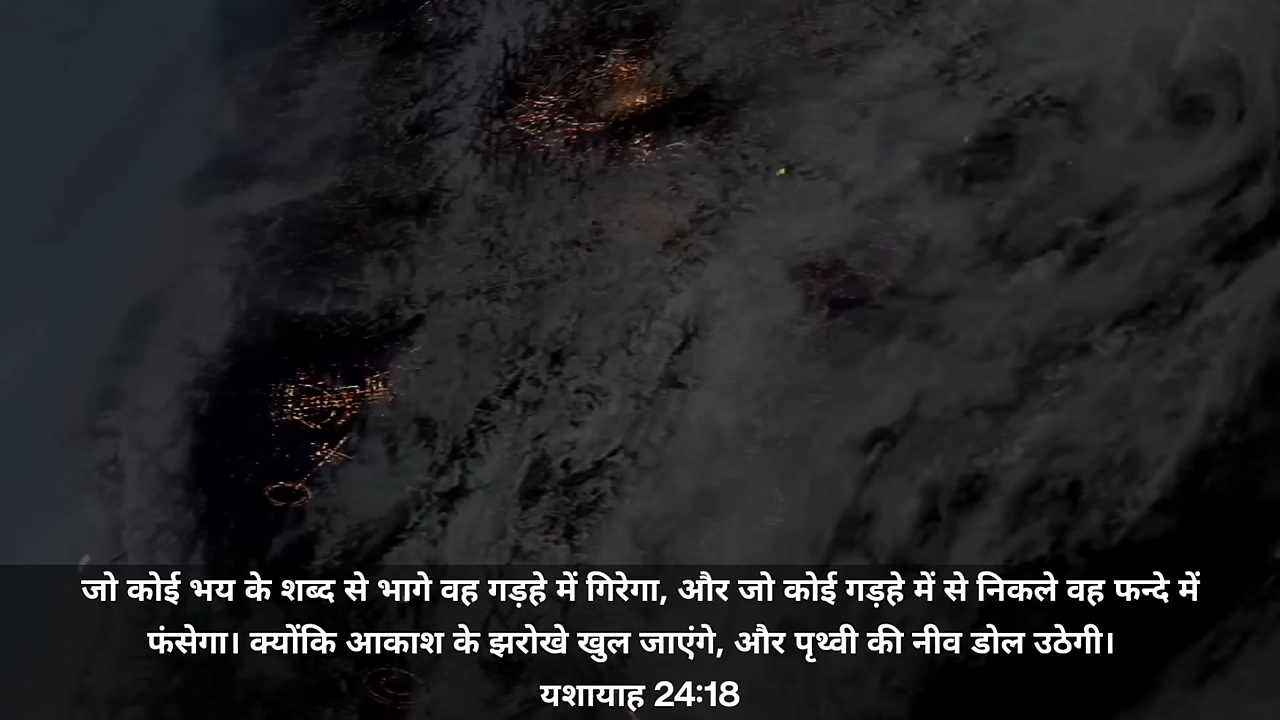 जो कोई भय के शब्द से भागे वह गड़हे में गिरेगा, और जो कोई गड़हे में से निकले वह फन्दे में
फंसेगा। क्योंकि आकाश के झरोखे खुल जाएंगे, और पृथ्वी की नीव डोल उठेगी।
यशायाह 24:18